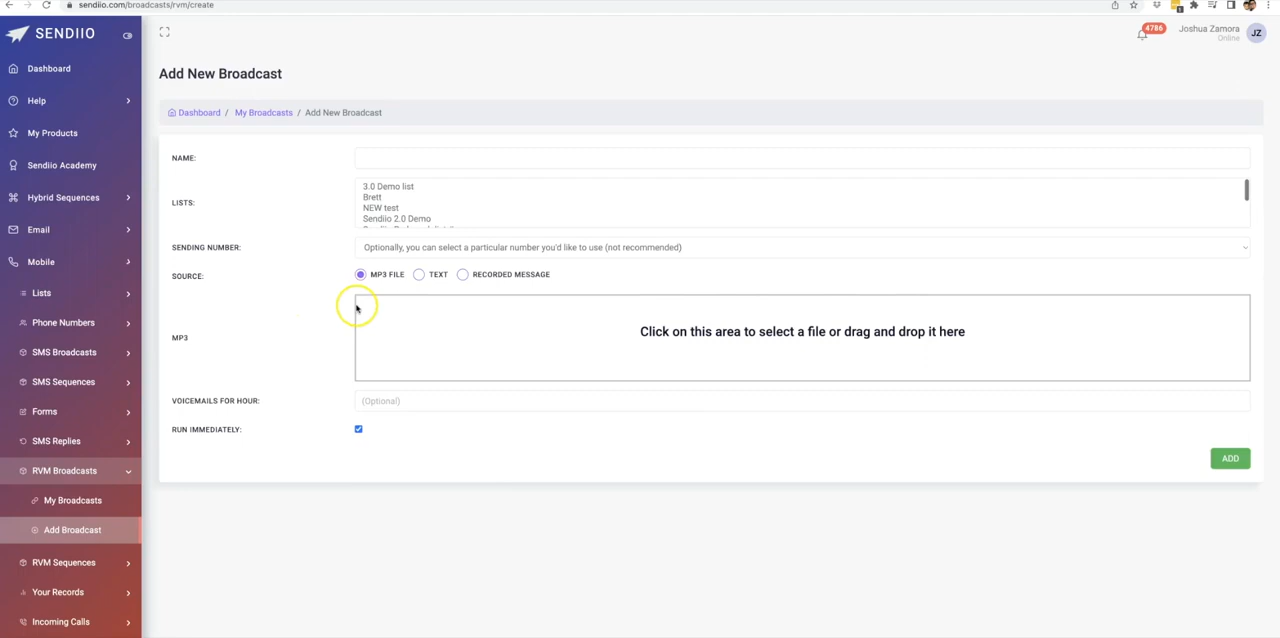 sendiio.com/broadcasts/rvm/create
SENDIIO
4786
Joshua Zamora
Online
JZ
Dashboard
Help
My Products
Sendiio Academy
Hybrid Sequences
Email
Mobile
Lists
Phone Numbers
SMS Broadcasts
SMS Sequences
Forms
SMS Replies
RVM Broadcasts
My Broadcasts
Add Broadcast
RVM Sequences
Your Records
Incoming Calls
Add New Broadcast
Dashboard / My Broadcasts / Add New Broadcast
NAME:
LISTS:
3.0 Demo list
Brett
NEW test
Sendiio 2.0 Demo
SENDING NUMBER:
Optionally, you can select a particular number you'd like to use (not recommended)
SOURCE:
MP3 FILE TEXT RECORDED MESSAGE
MP3
Click on this area to select a file or drag and drop it here
VOICEMAILS FOR HOUR:
(Optional)
RUN IMMEDIATELY:
ADD